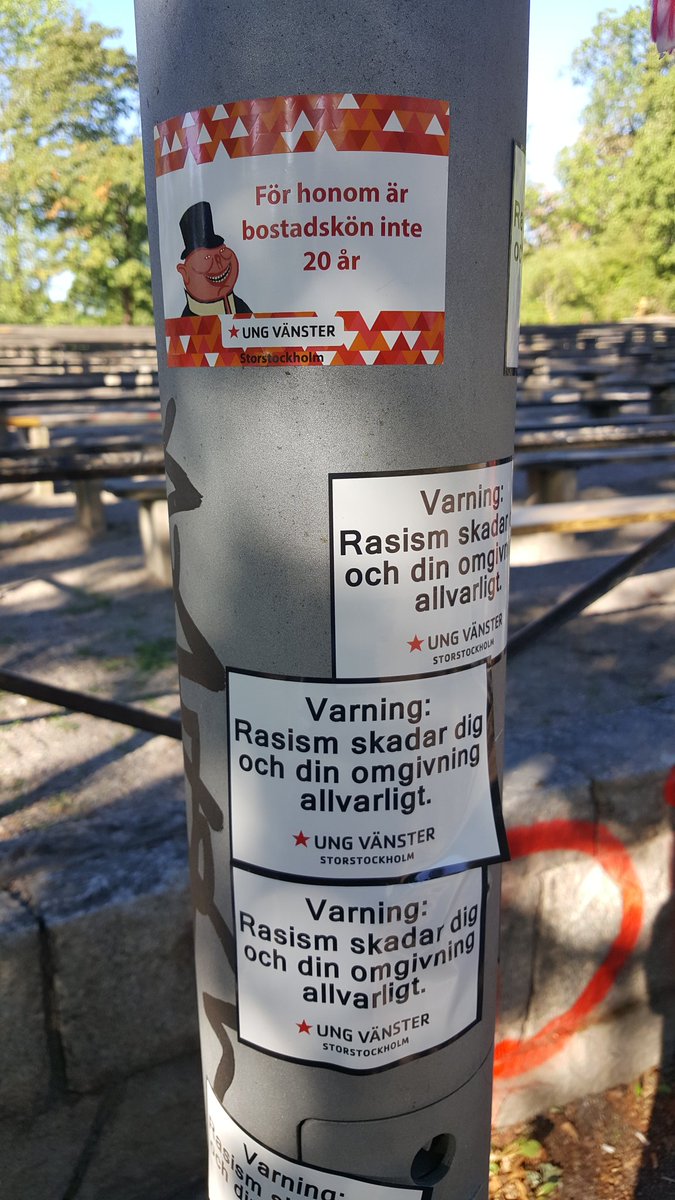 För honom är
bostadskön inte
20 år
UNG VÄNSTER
Storstockholm
Varning:
Rasism skadar
och din omgivn
allvarligt.
UNG VÄNSTER
STORSTOCKHOLM
Varning:
Rasism skadar dig
och din omgivning
allvarligt.
UNG VÄNSTER
STORSTOCKHOLM
Varning:
Rasism skadar dig
och din omgivning
allvarligt.
UNG VÄNSTER
STORSTOCKHOLM
Varning:
Rasism